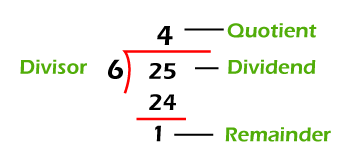 4 Quotient
Divisor 6 25 Dividend
24
1 Remainder